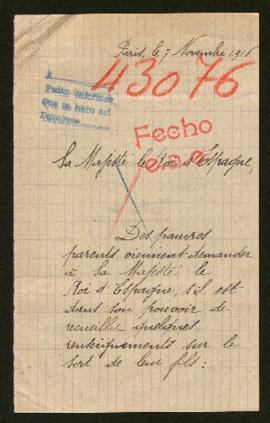 Paris, le 7 Novembre 1916
43076
A
Pedir informes
Que se hace así
Fecho
Sa Majesté le Roi d'Espagne,
Des pauvres
parents viennent demander
à Sa Majesté le
Roi d'Espagne, s'il est
dans son pouvoir de
recueillir quelques
renseignements sur le
sort de leur fils :